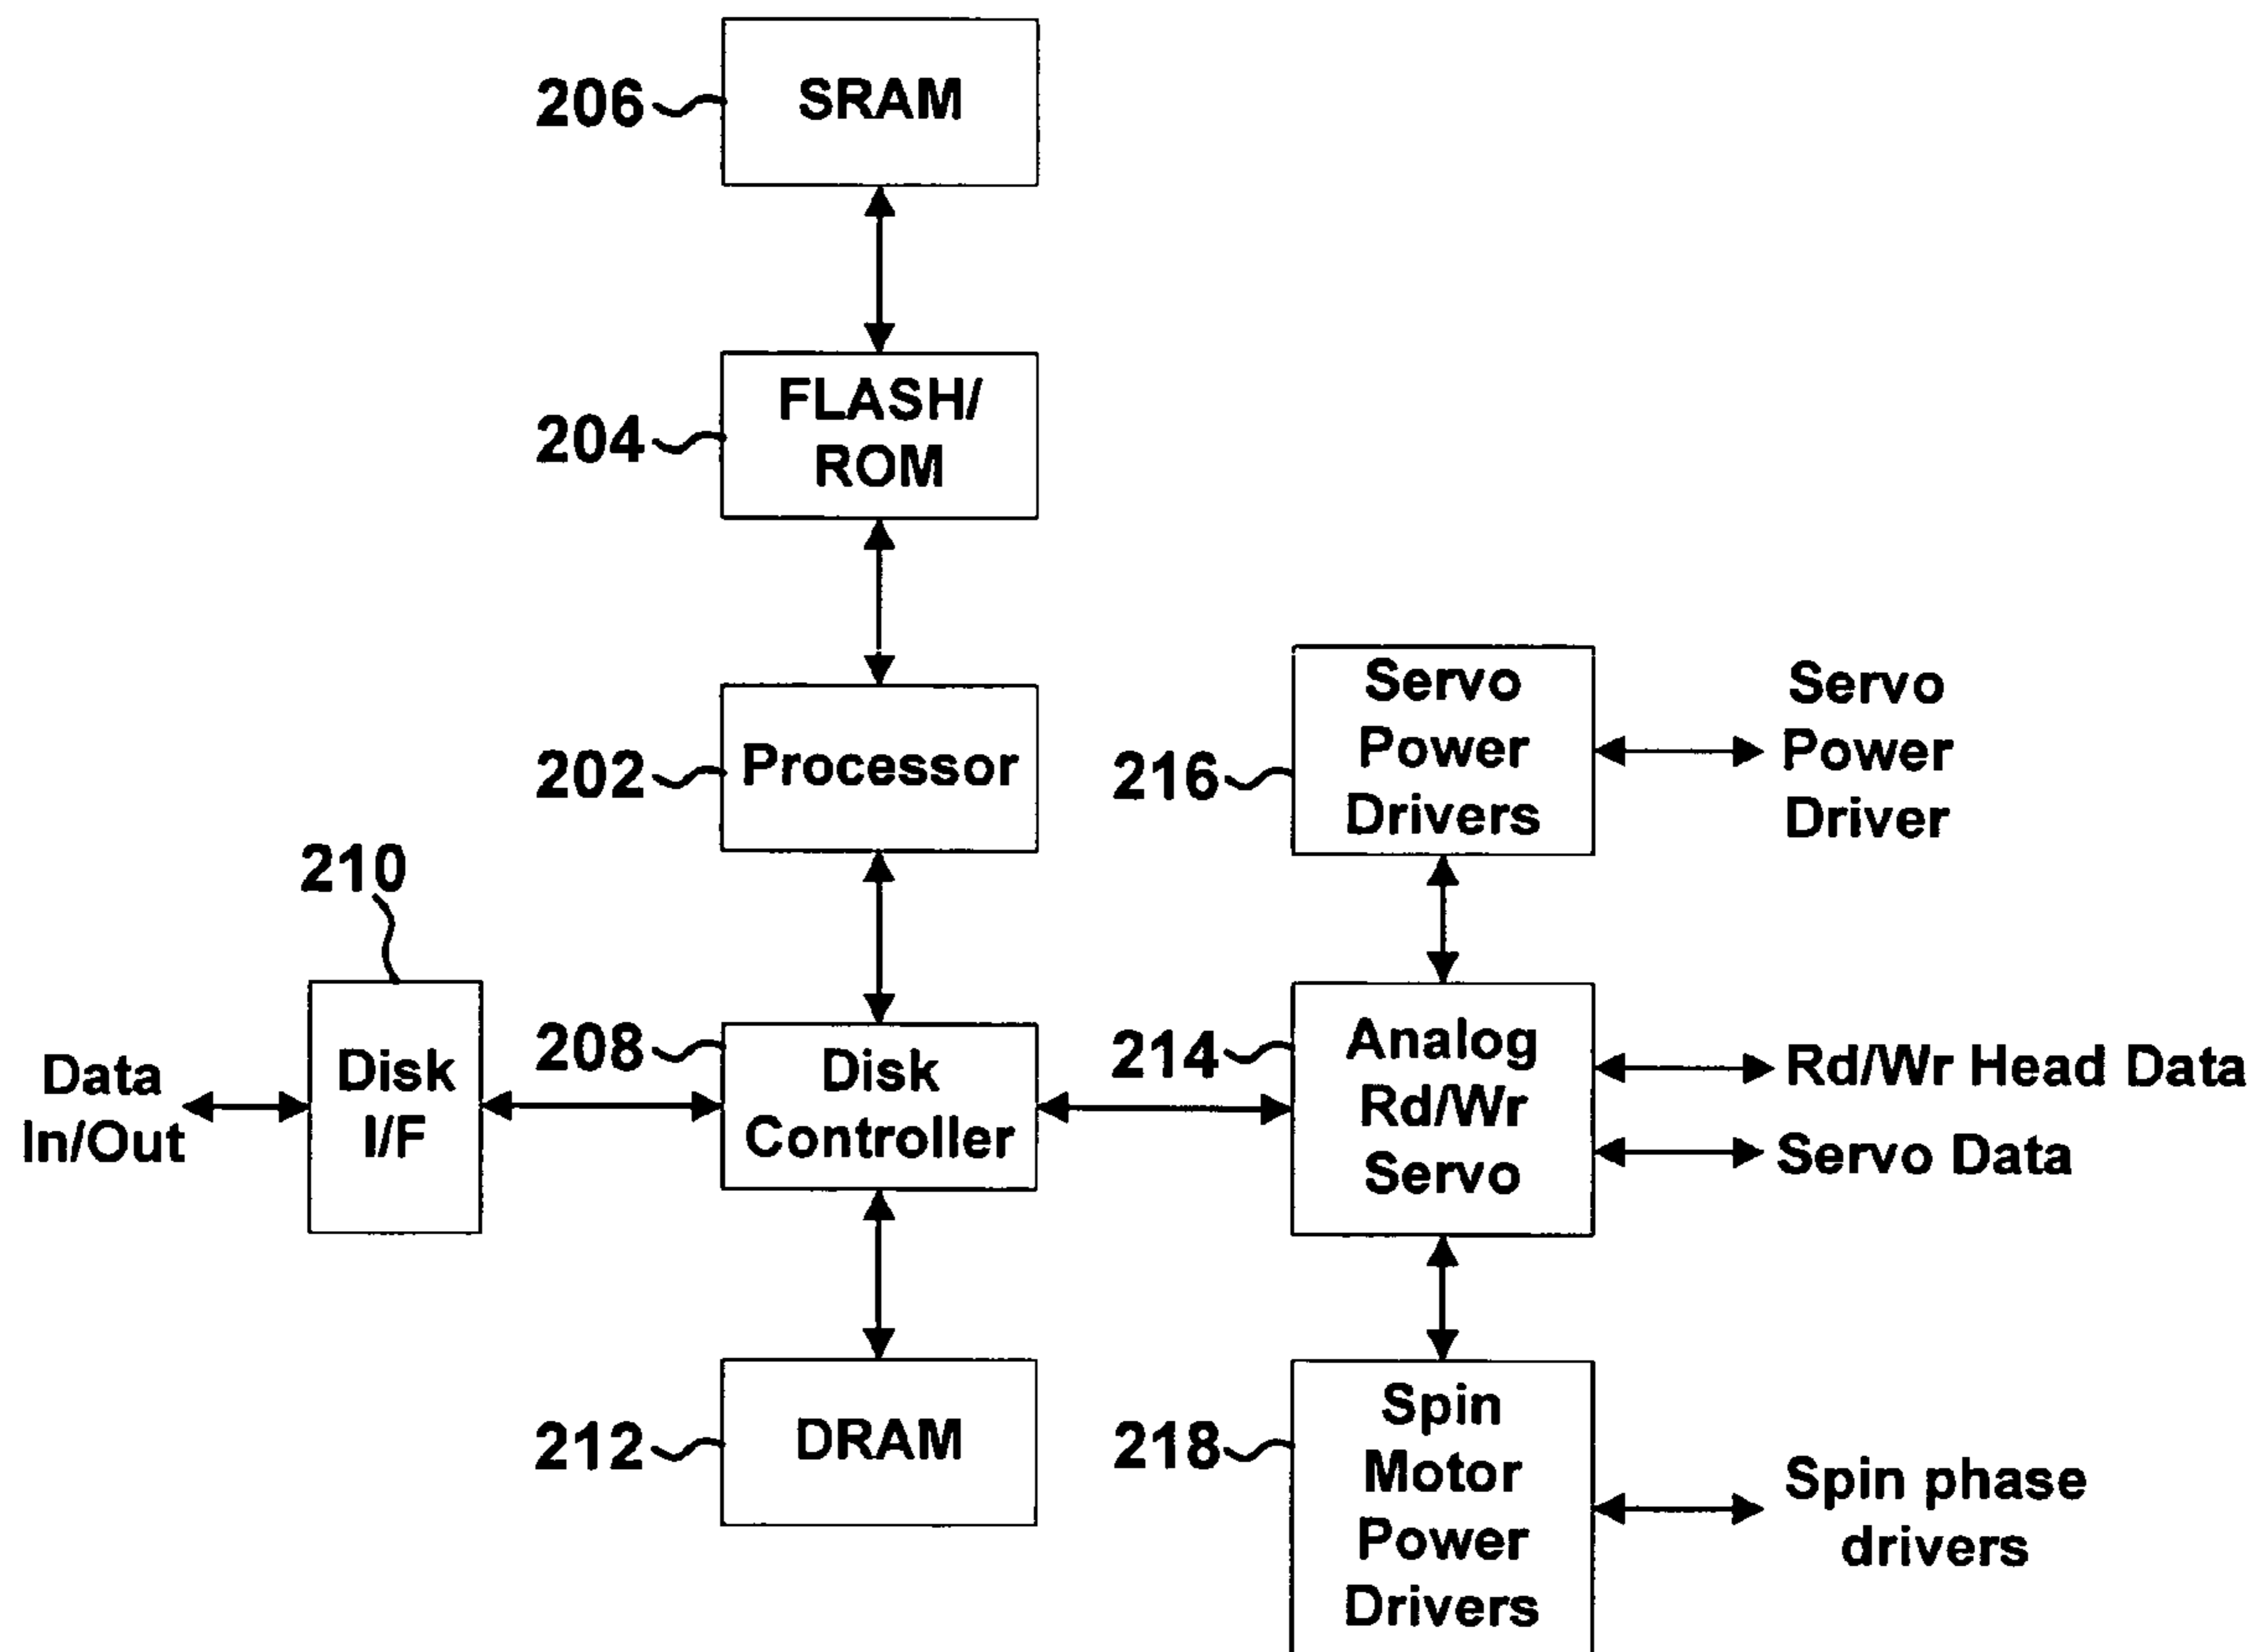 206
SRAM
204
FLASH/
ROM
202
Processor
216
Servo
Power
Drivers
Servo
Power
Driver
210
Data
In/Out
Disk
I/F
208
Disk
Controller
214
Analog
Rd/Wr
Servo
Rd/Wr Head Data
Servo Data
212
DRAM
218
Spin
Motor
Power
Drivers
Spin phase
drivers